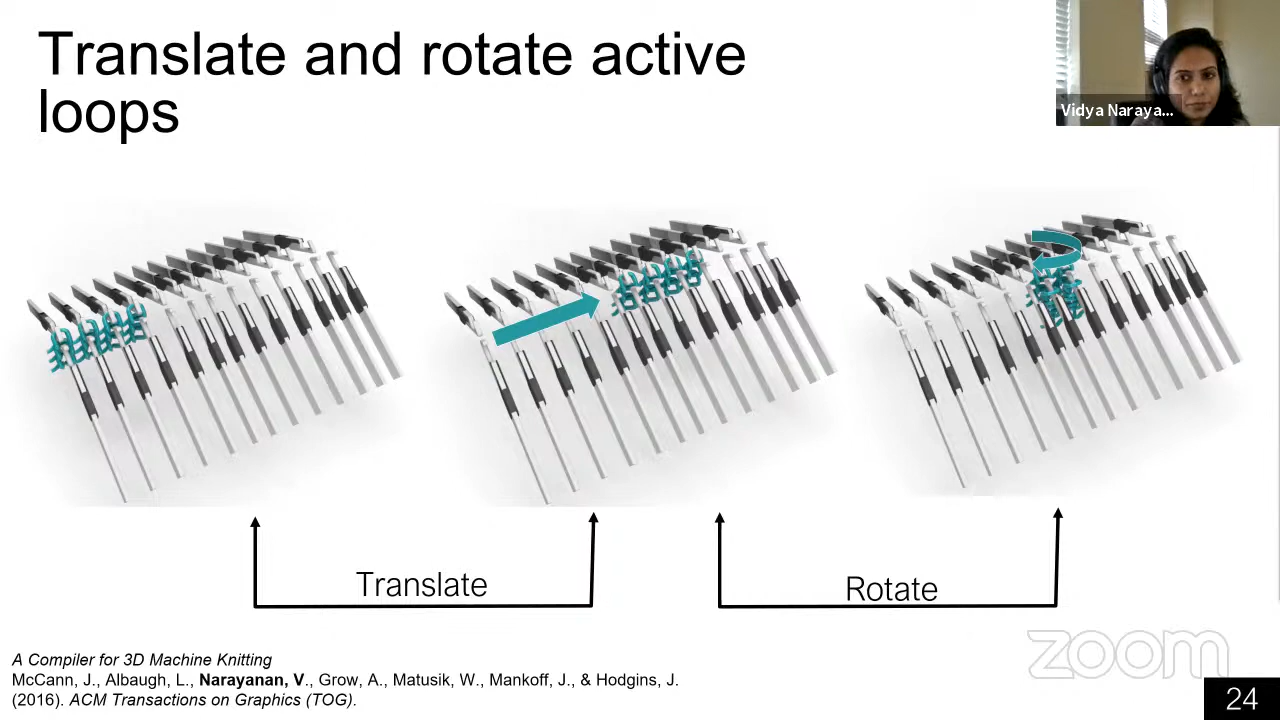 Translate and rotate active
loops
Vidya Naraya...
Translate
Rotate
A Compiler for 3D Machine Knitting
McCann, J., Albaugh, L., Narayanan, V., Grow, A., Matusik, W., Mankoff, J., & Hodgins, J.
(2016). ACM Transactions on Graphics (TOG).
zoom
24